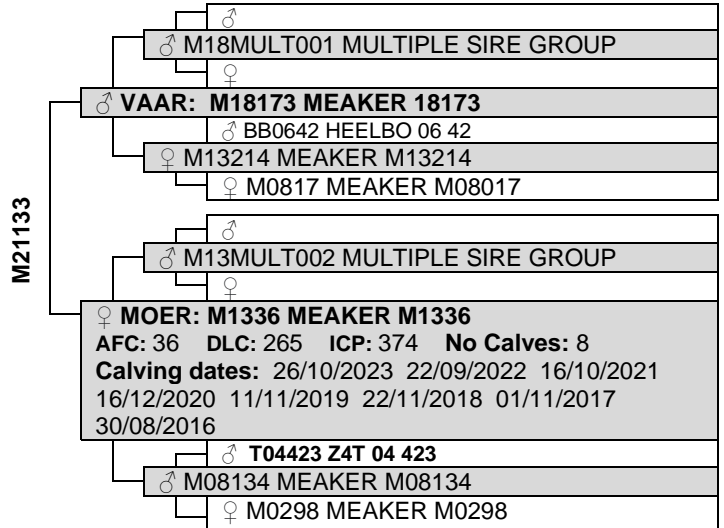 ♂
♂ M18MULT001 MULTIPLE SIRE GROUP
♀
♂ VAAR: M18173 MEAKER 18173
♂ BB0642 HEELBO 06 42
♀ M13214 MEAKER M13214
♀ M0817 MEAKER M08017
M21133
♂
♂ M13MULT002 MULTIPLE SIRE GROUP
♀
♀ MOER: M1336 MEAKER M1336
AFC: 36 DLC: 265 ICP: 374 No Calves: 8
Calving dates: 26/10/2023 22/09/2022 16/10/2021
16/12/2020 11/11/2019 22/11/2018 01/11/2017
30/08/2016
♂ T04423 Z4T 04 423
♂ M08134 MEAKER M08134
♀ M0298 MEAKER M0298